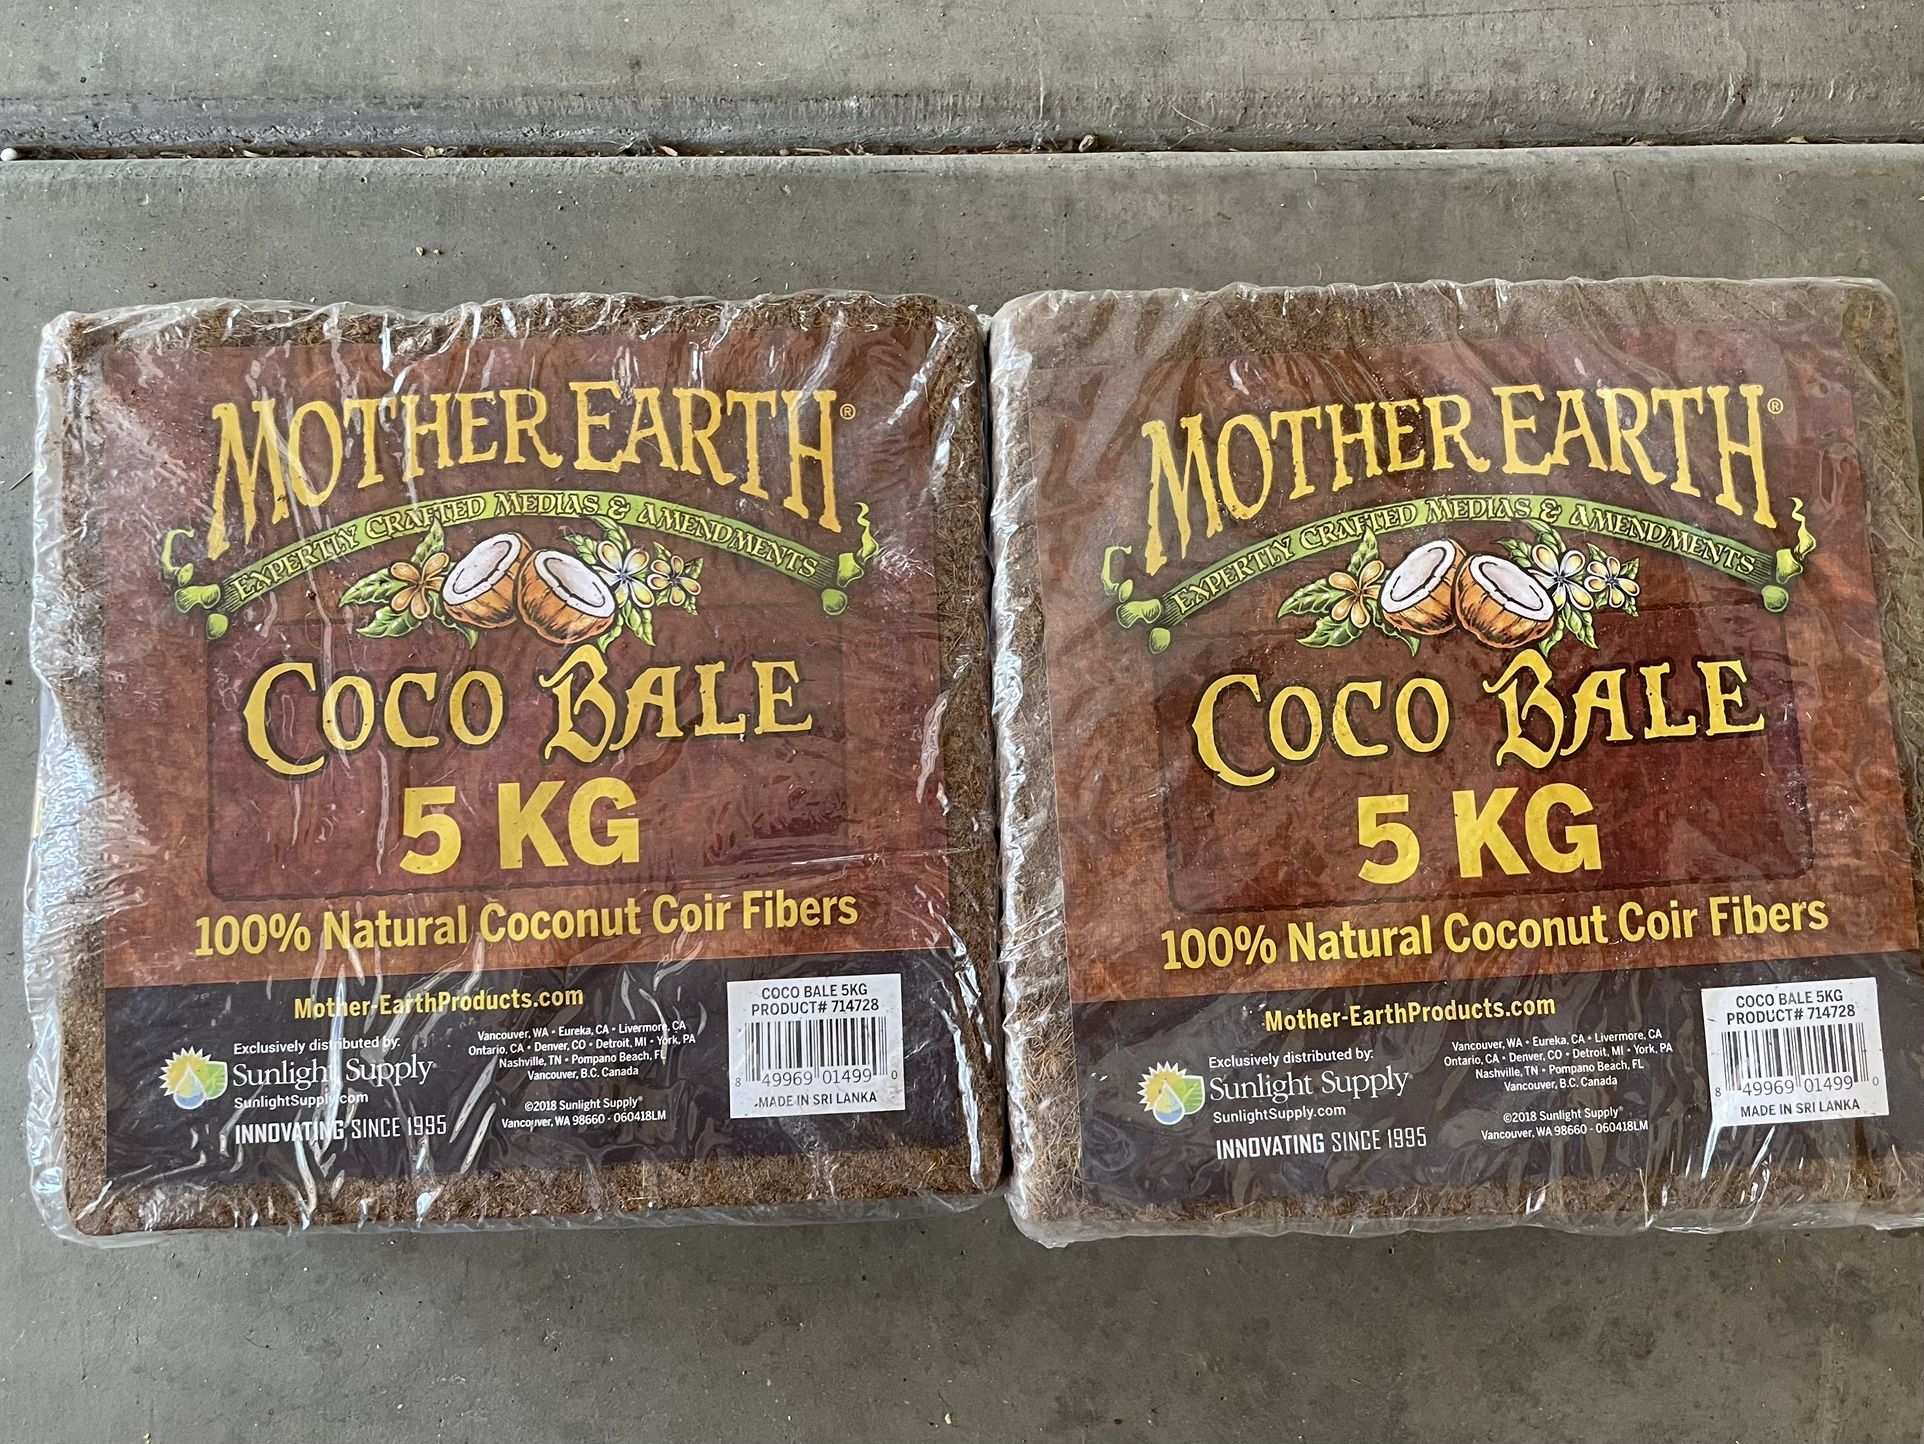 MOTHER EARTH®
EXPERTLY CRAFTED MEDIAS & AMENDMENTS
COCO BALE
5 KG
100% Natural Coconut Coir Fibers
Mother-EarthProducts.com
Exclusively distributed by:
Sunlight Supply®
SunlightSupply.com
INNOVATING SINCE 1995
Vancouver, WA • Eureka, CA • Livermore, CA
Ontario, CA • Denver, CO • Detroit, MI • York, PA
Nashville, TN • Pompano Beach, FL
Vancouver, B.C. Canada
©2018 Sunlight Supply®
Vancouver, WA 98660 - 060418LM
COCO BALE 5KG
PRODUCT# 714728
8 49969 01499 0
MADE IN SRI LANKA
MOTHER EARTH®
EXPERTLY CRAFTED MEDIAS & AMENDMENTS
COCO BALE
5 KG
100% Natural Coconut Coir Fibers
Mother-EarthProducts.com
Exclusively distributed by:
Sunlight Supply®
SunlightSupply.com
INNOVATING SINCE 1995
Vancouver, WA • Eureka, CA • Livermore, CA
Ontario, CA • Denver, CO • Detroit, MI • York, PA
Nashville, TN • Pompano Beach, FL
Vancouver, B.C. Canada
©2018 Sunlight Supply®
Vancouver, WA 98660 - 060418LM
COCO BALE 5KG
PRODUCT# 714728
8 49969 01499 0
MADE IN SRI LANKA